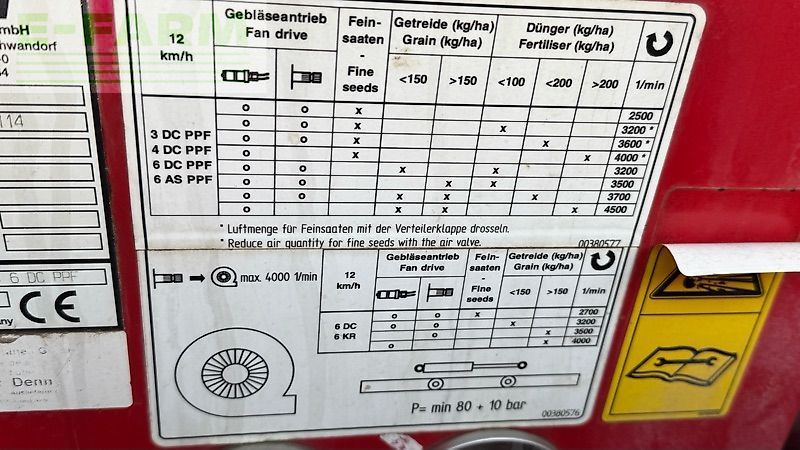 E-FARM
mbH
hwandorf
-0
64
114
6 DC PPF
CE
any
Denn
12 km/h
Gebläseantrieb
Fan drive
Fein-
saaten
-
Fine
seeds
Getreide (kg/ha)
Grain (kg/ha)
Dünger (kg/ha)
Fertiliser (kg/ha)
<150 >150 <100 <200 >200 1/min
3 DC PPF
4 DC PPF
6 DC PPF
6 AS PPF
o x 2500
o o x x 3200 *
o o x x 3600 *
o x x 4000 *
o o x x 3200
o o x x 3500
o o x x x 3700
o x x x 4500
* Luftmenge für Feinsaaten mit der Verteilerklappe drosseln.
* Reduce air quantity for fine seeds with the air valve.
00380577
max. 4000 1/min
12
km/h
Gebläseantrieb
Fan drive
Fein-
saaten
-
Fine
seeds
Getreide (kg/ha)
Grain (kg/ha)
<150 >150 1/min
6 DC
6 KR
o o x 2700
o o x 3200
o o x 3500
o x 4000
P= min 80 + 10 bar
00380576